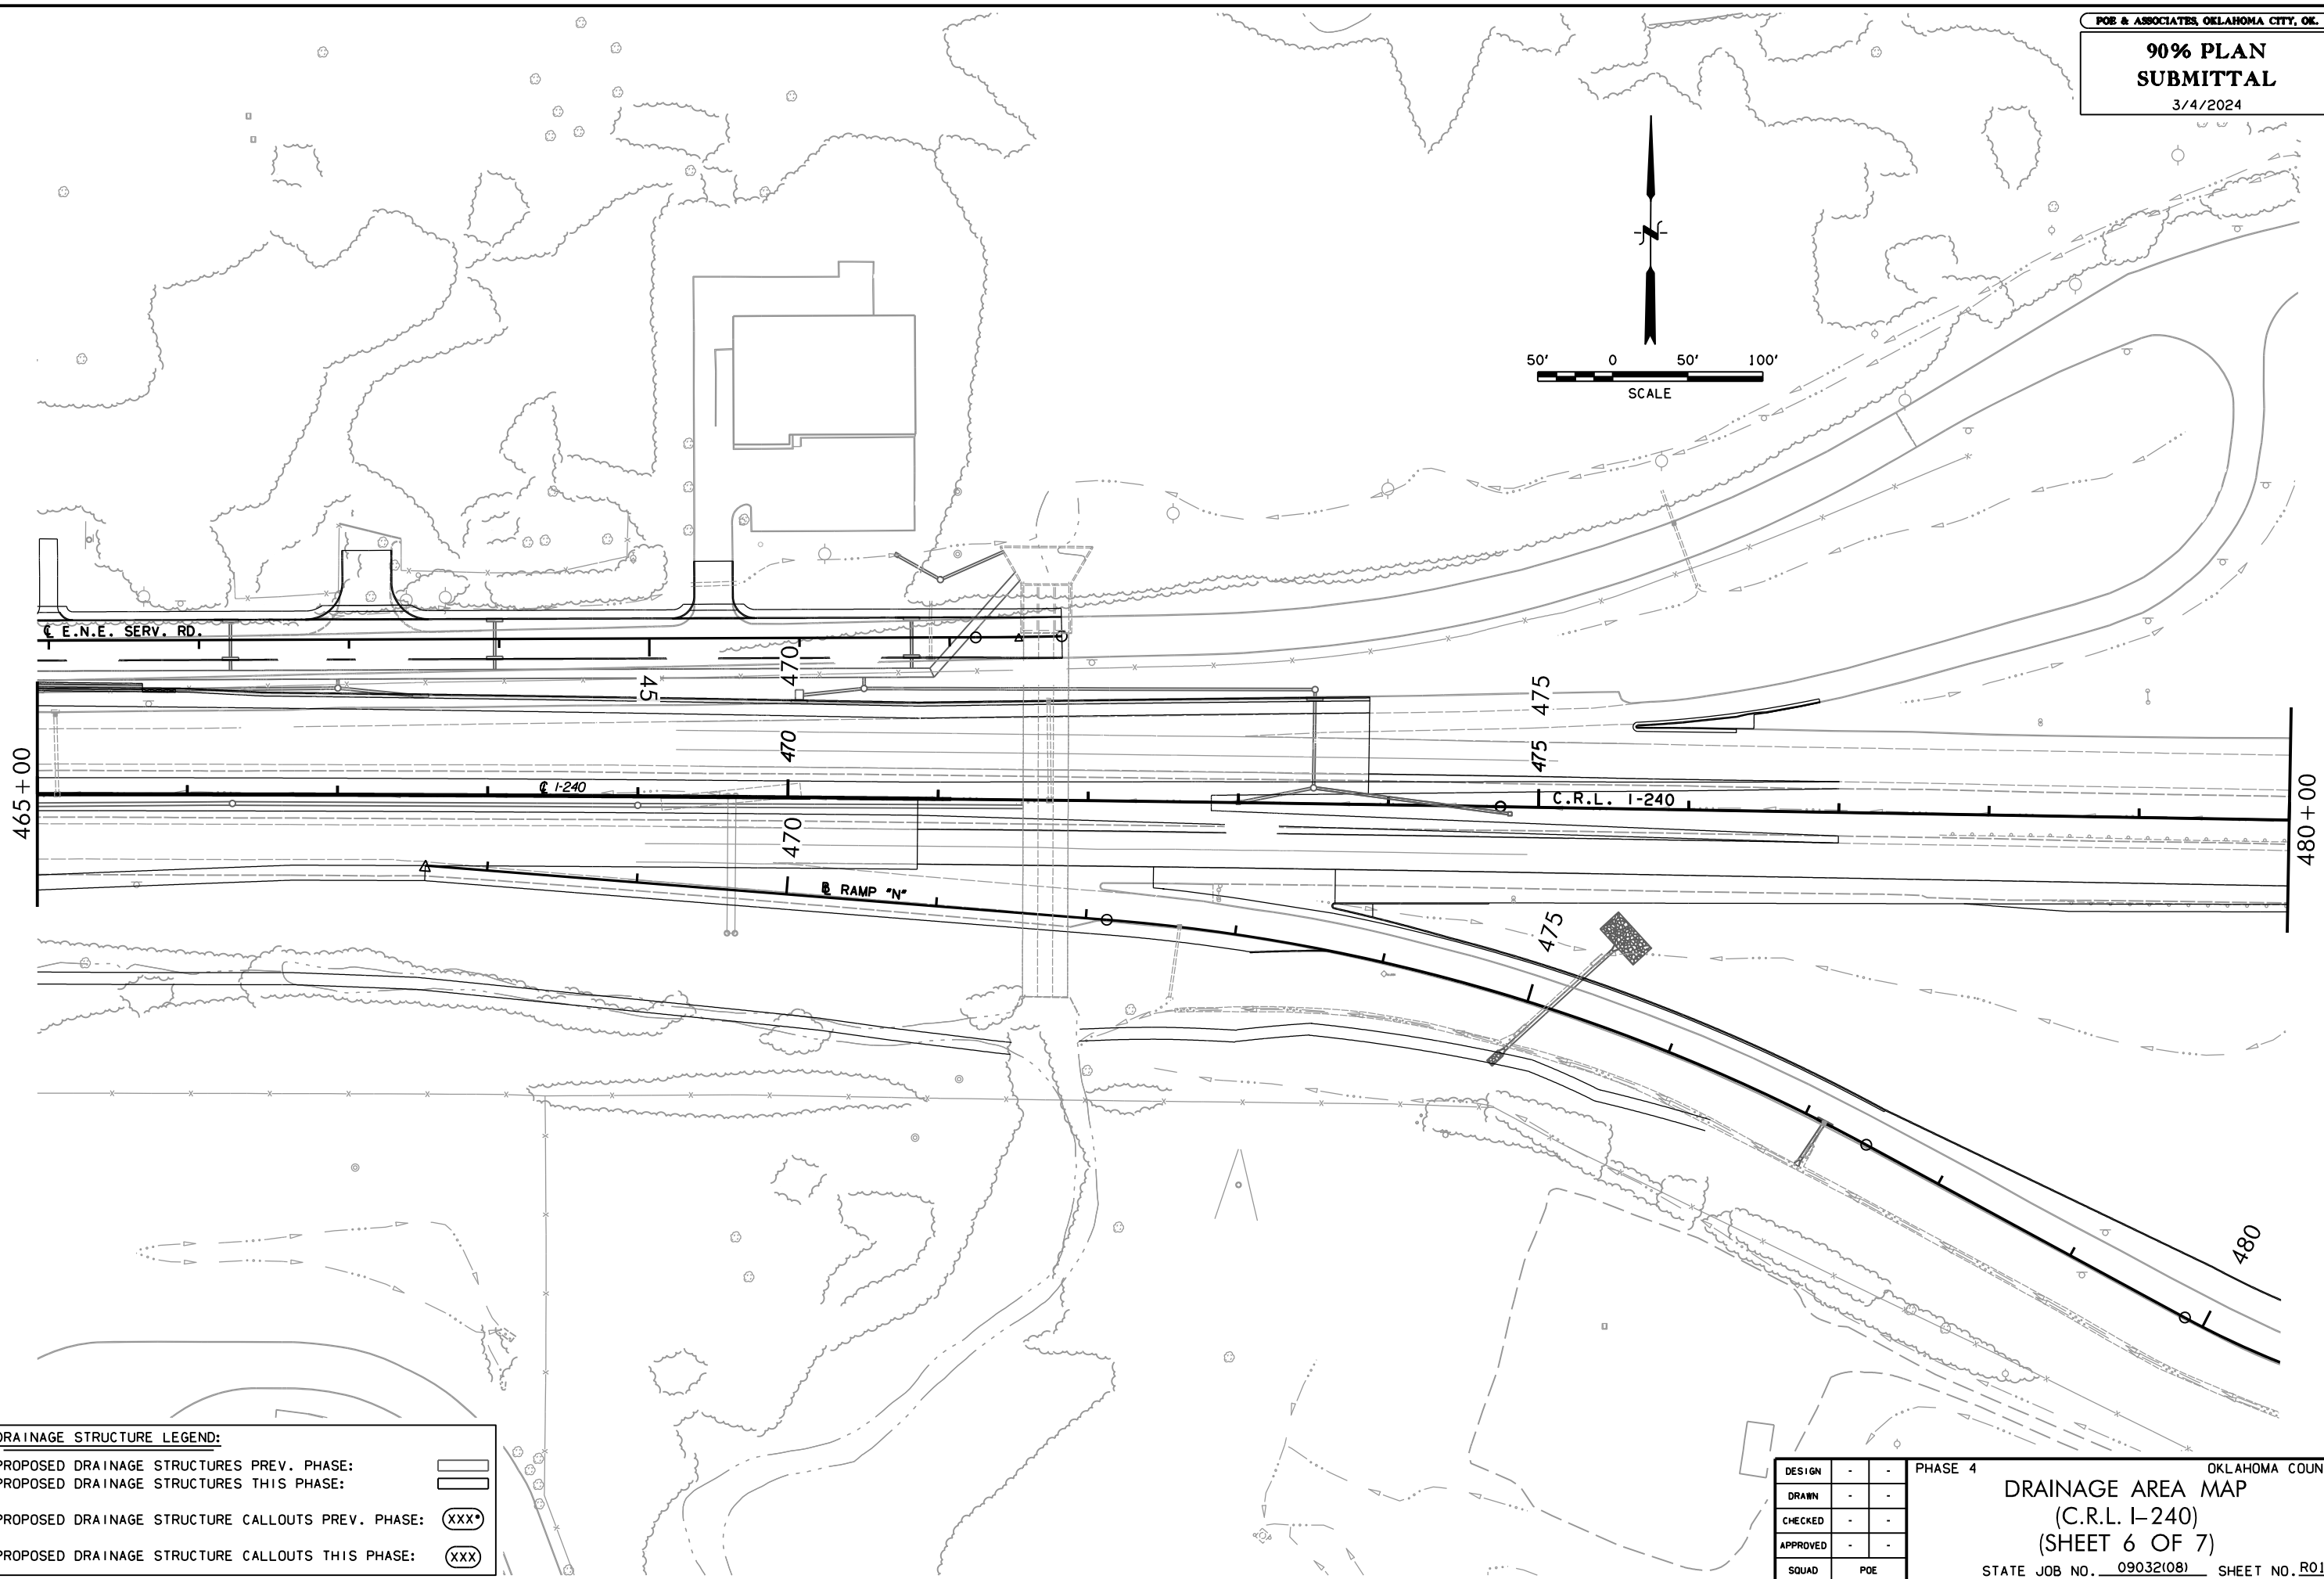 POE & ASSOCIATES, OKLAHOMA CITY, OK.
90% PLAN
SUBMITTAL
3/4/2024
50' 0 50' 100'
SCALE
℄ E.N.E. SERV. RD.
45
470
475
470
475
465+00
℄ I-240
C.R.L. I-240
480+00
470
RAMP "N"
475
480
DRAINAGE STRUCTURE LEGEND:
PROPOSED DRAINAGE STRUCTURES PREV. PHASE:
PROPOSED DRAINAGE STRUCTURES THIS PHASE:
PROPOSED DRAINAGE STRUCTURE CALLOUTS PREV. PHASE: XXX*
PROPOSED DRAINAGE STRUCTURE CALLOUTS THIS PHASE: XXX
DESIGN - -
DRAWN - -
CHECKED - -
APPROVED - -
SQUAD POE
PHASE 4 OKLAHOMA COUN
DRAINAGE AREA MAP
(C.R.L. I-240)
(SHEET 6 OF 7)
STATE JOB NO. 09032(08) SHEET NO. R01